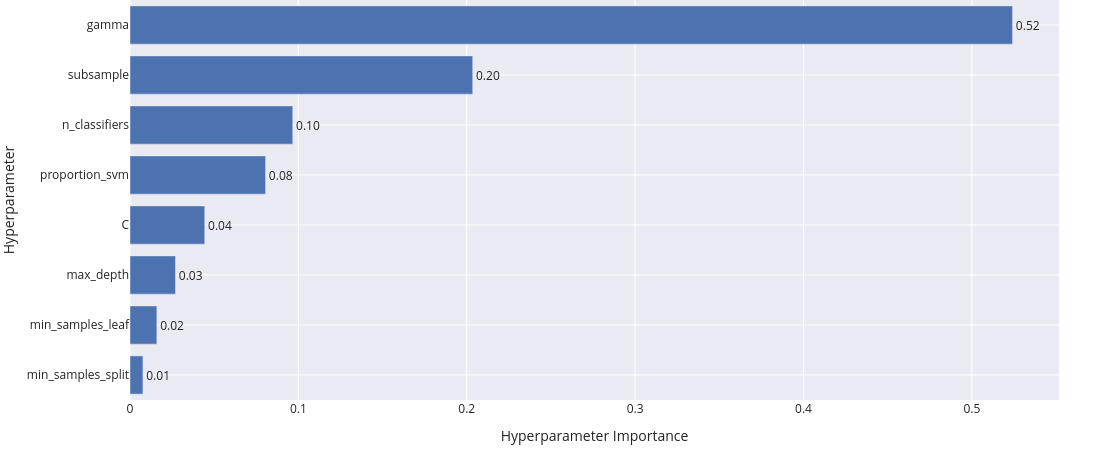 gamma 0.52
subsample 0.20
n_classifiers 0.10
proportion_svm 0.08
C 0.04
max_depth 0.03
min_samples_leaf 0.02
min_samples_split 0.01
Hyperparameter
0 0.1 0.2 0.3 0.4 0.5
Hyperparameter Importance